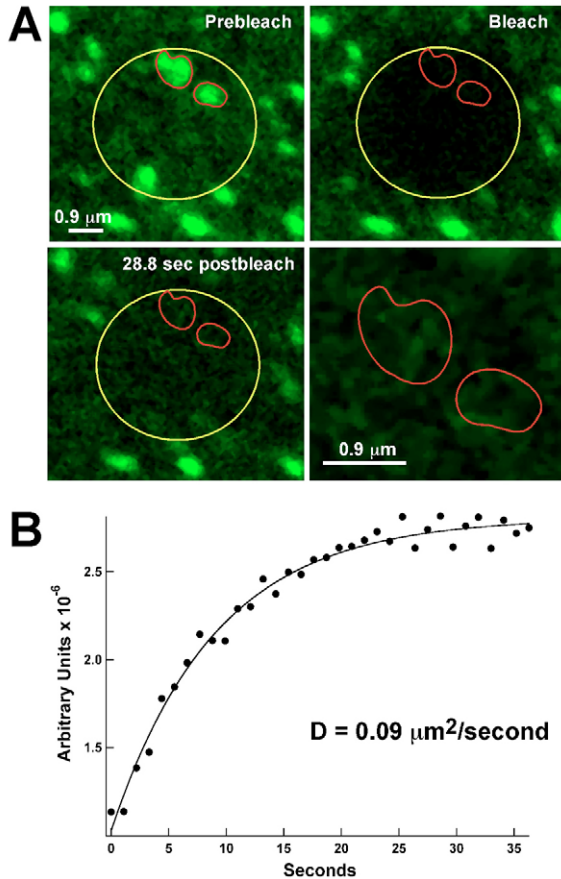 A
Prebleach
Bleach
0.9 μm
28.8 sec postbleach
0.9 μm
B
Arbitrary Units x 10⁻⁶
2.5
2.0
1.5
D = 0.09 μm²/second
0 5 10 15 20 25 30 35
Seconds